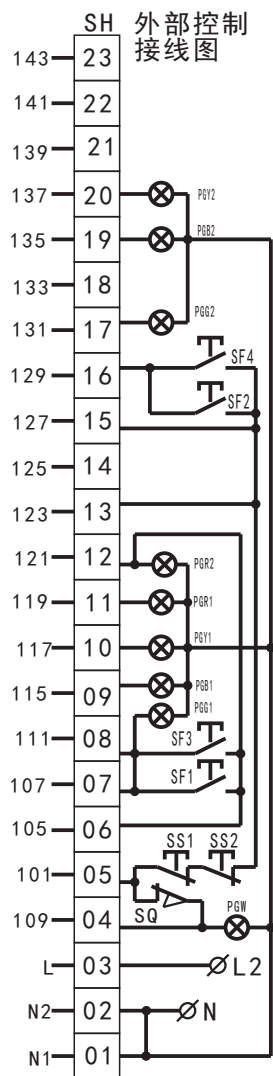 SH 外部控制
接线图
143 23
141 22
139 21
137 20 PGY2
135 19 PGB2
133 18
131 17 PGG2
129 16 SF4
SF2
127 15
125 14
123 13
121 12 PGR2
119 11 PGR1
117 10 PGY1
115 09 PGB1
PGG1
111 08 SF3
107 07 SF1
105 06
SS1 SS2
101 05
SQ PGW
109 04
L 03 L2
N2 02 N
N1 01